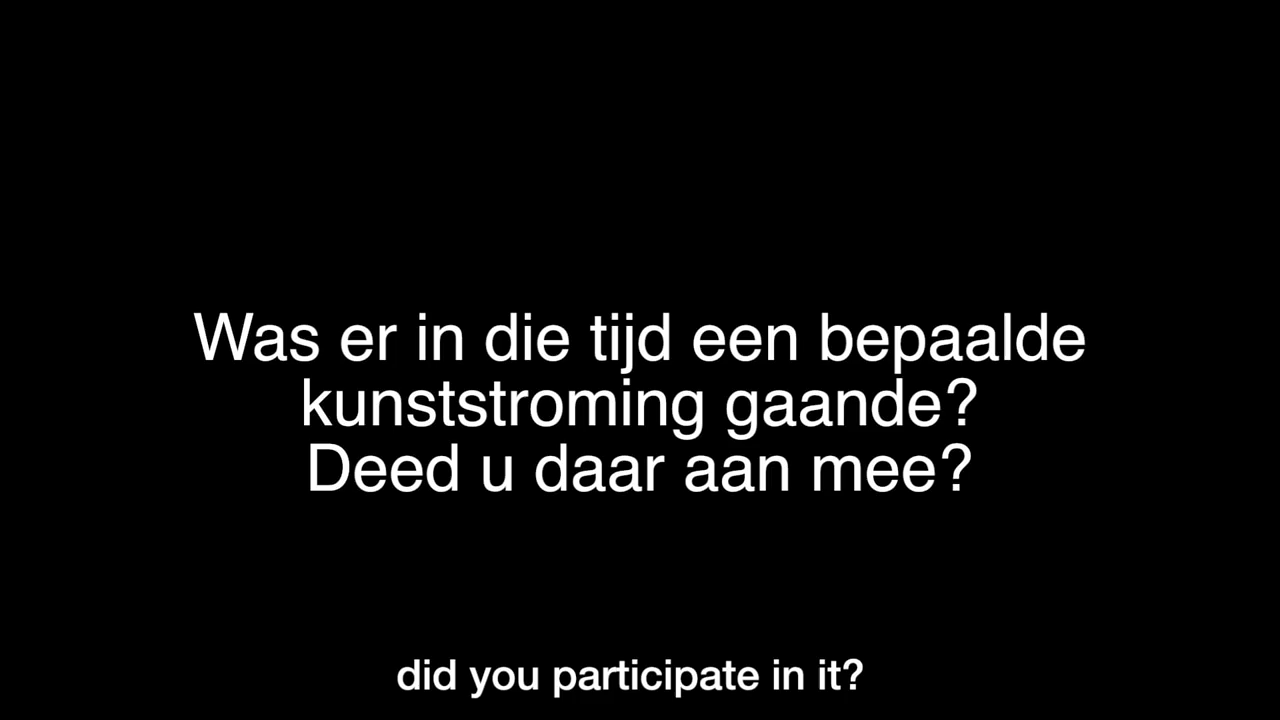 Was er in die tijd een bepaalde
kunststroming gaande?
Deed u daar aan mee?
did you participate in it?